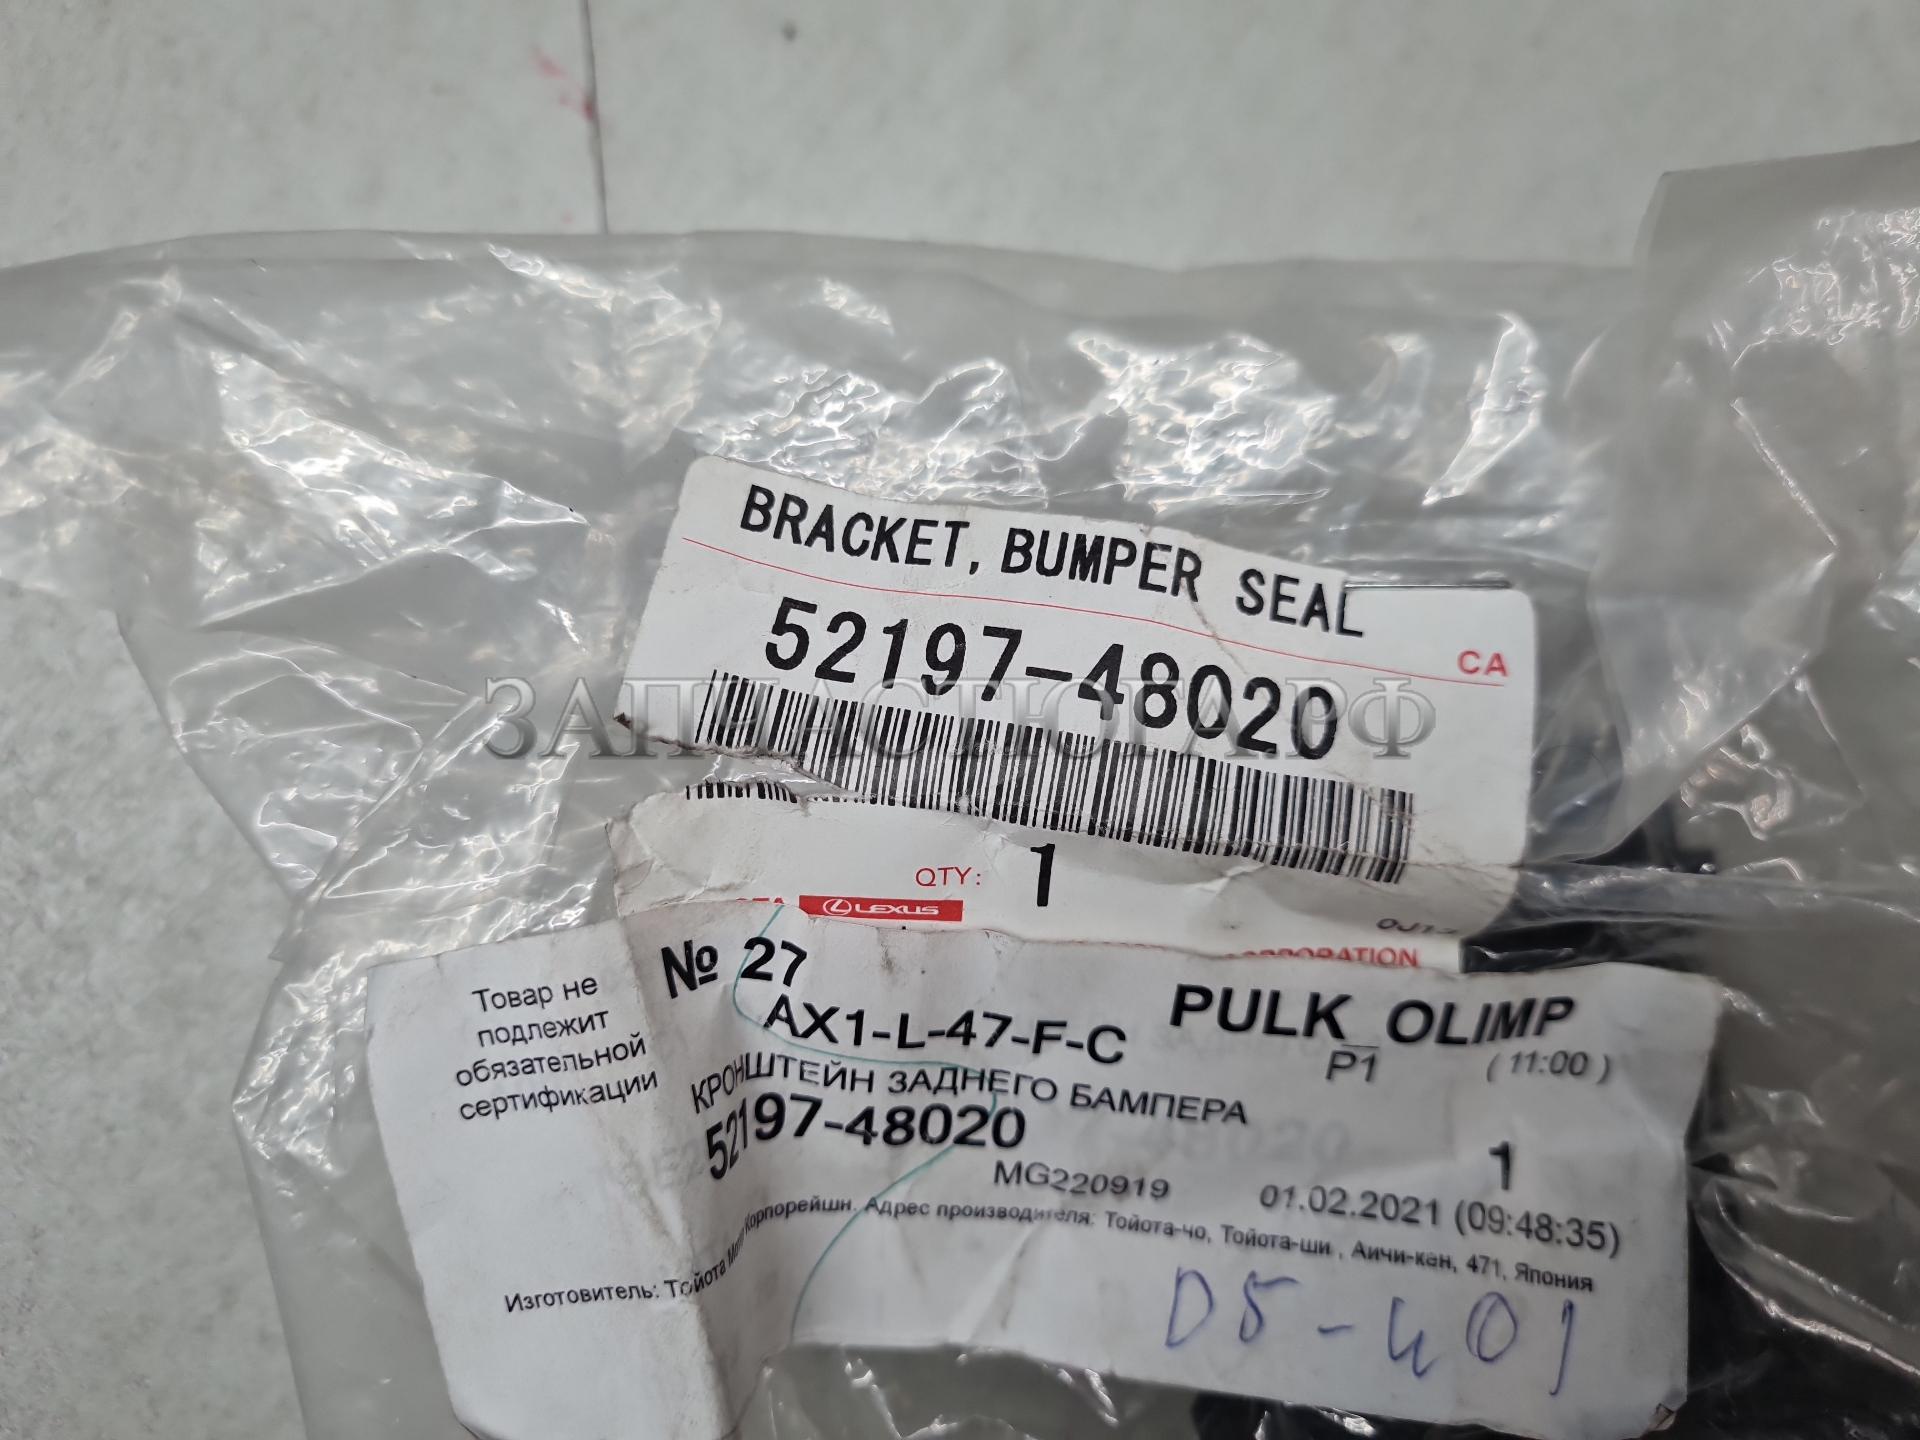 BRACKET, BUMPER SEAL
CA
52197-48020
ЗАПЧАСТЮГА.РФ
QTY: 1
LEXUS
Товар не
подлежит
обязательной
сертификации
№ 27
AX1-L-47-F-C
PULK_OLIMP
P1 (11:00)
КРОНШТЕЙН ЗАДНЕГО БАМПЕРА
52197-48020
1
MG220919 01.02.2021 (09:48:35)
Изготовитель: Тойота Мотор Корпорейшн. Адрес производителя: Тойота-чо, Тойота-ши , Аичи-кен, 471, Япония
D5-401